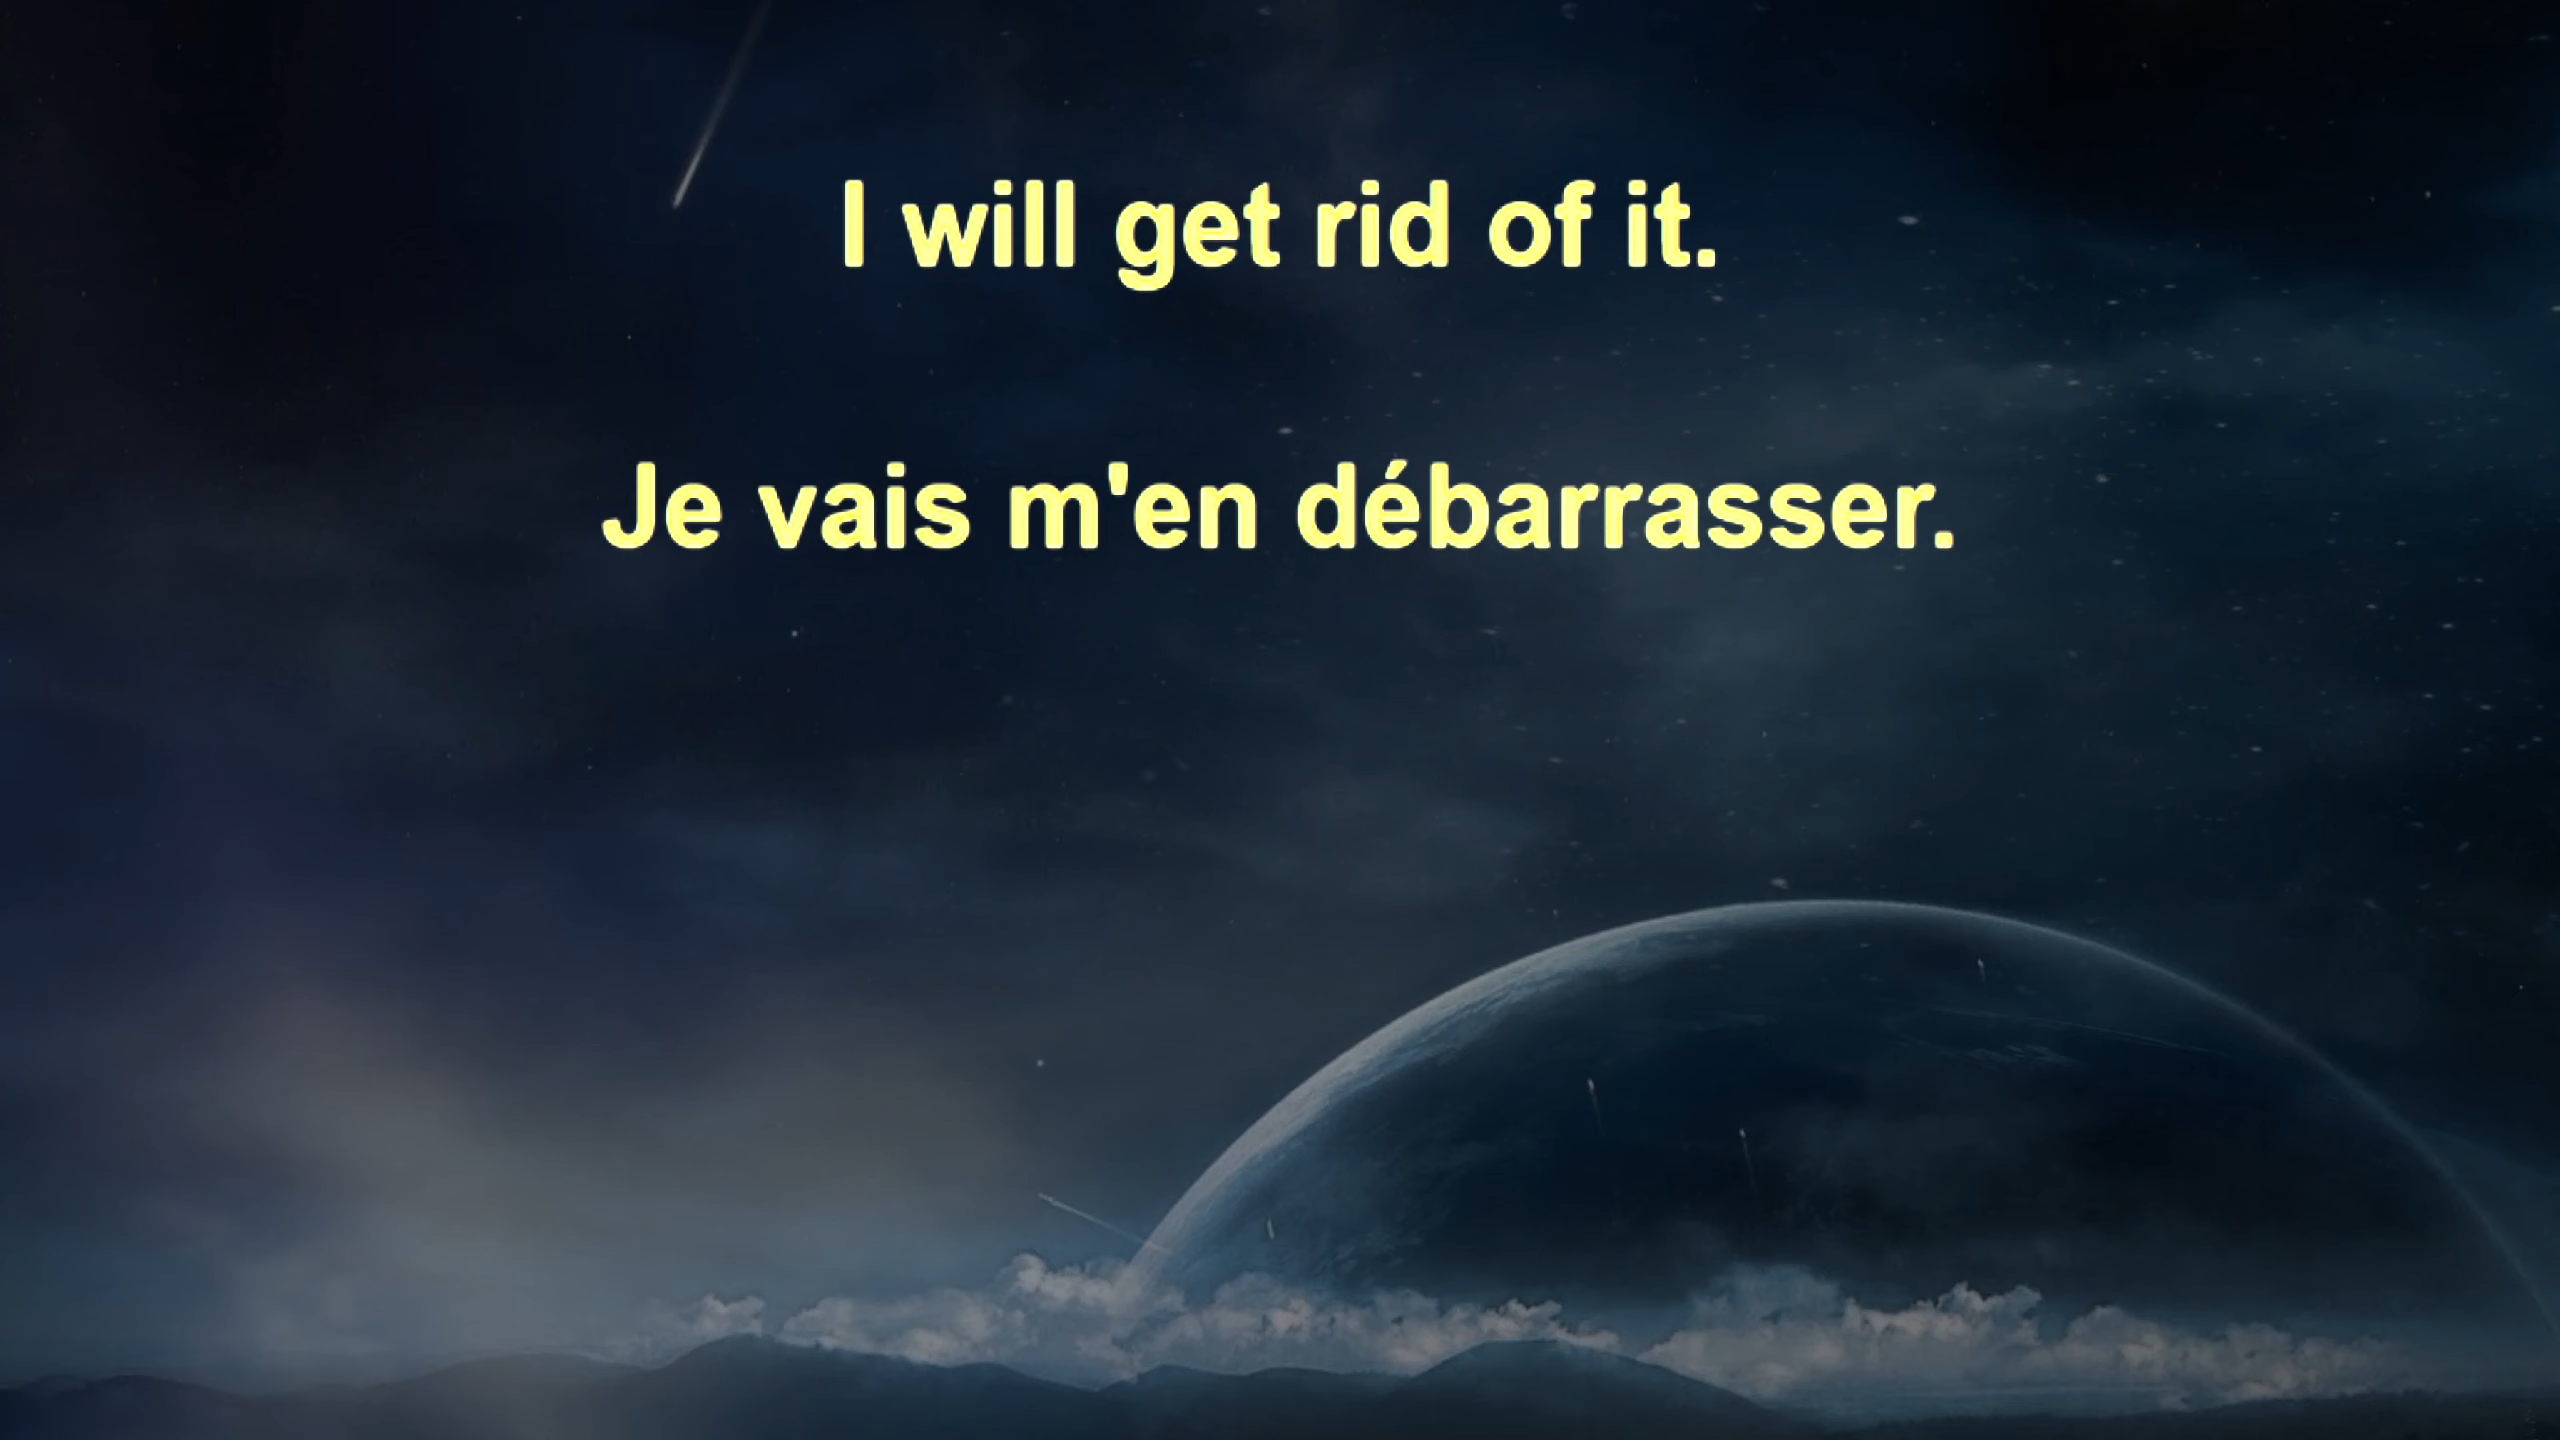 I will get rid of it.
Je vais m'en débarrasser.